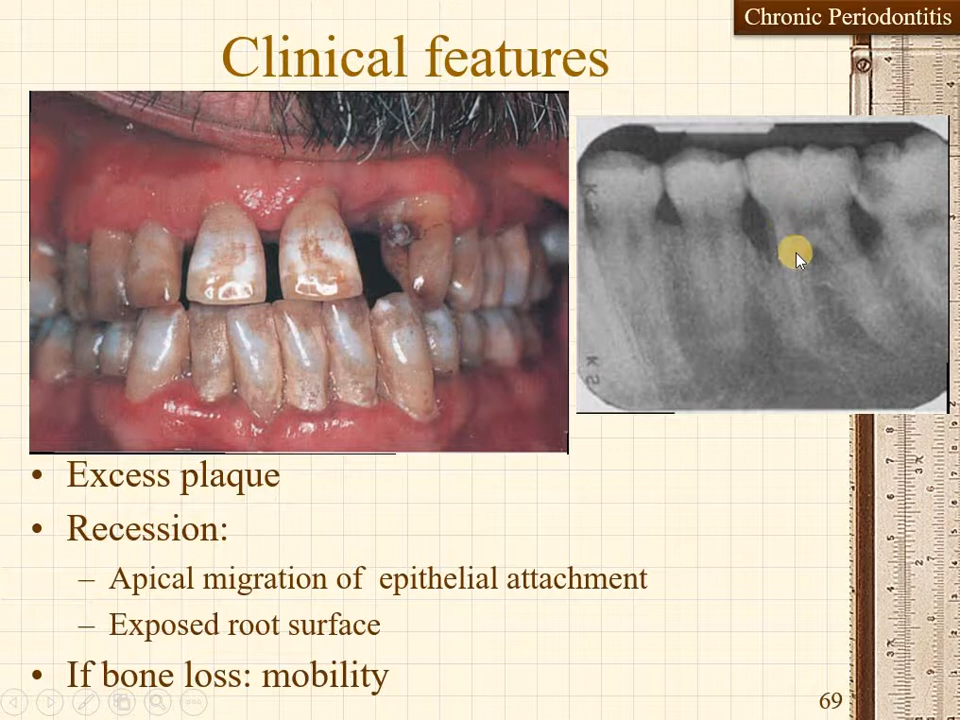 Chronic Periodontitis
Clinical features
• Excess plaque
• Recession:
– Apical migration of epithelial attachment
– Exposed root surface
• If bone loss: mobility
69